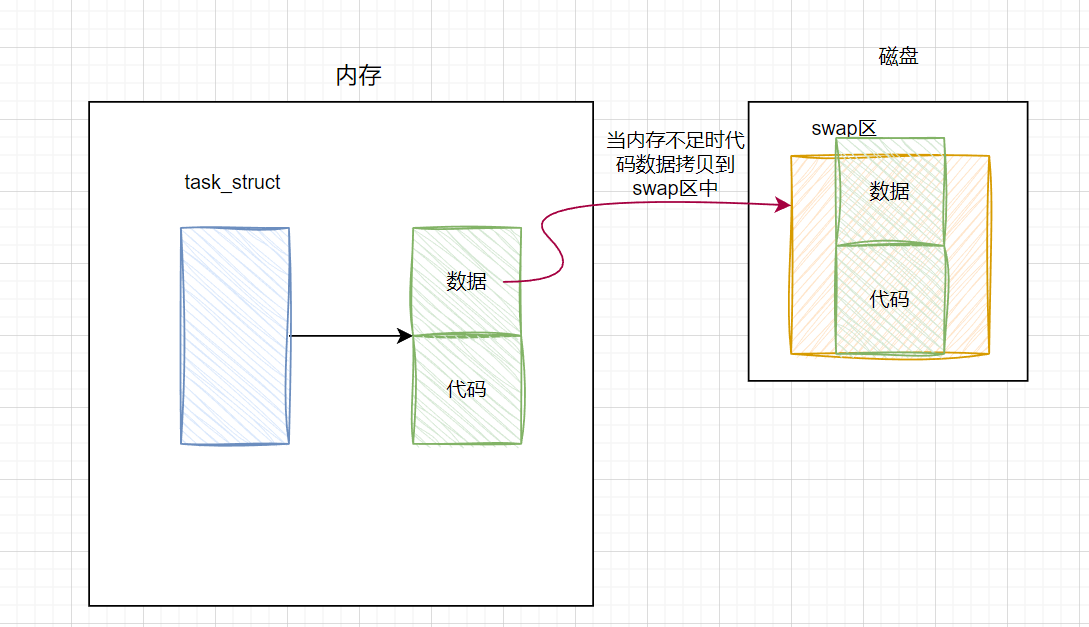 内存
磁盘
task_struct
当内存不足时代
码数据拷贝到
swap区中
swap区
数据
代码
数据
代码